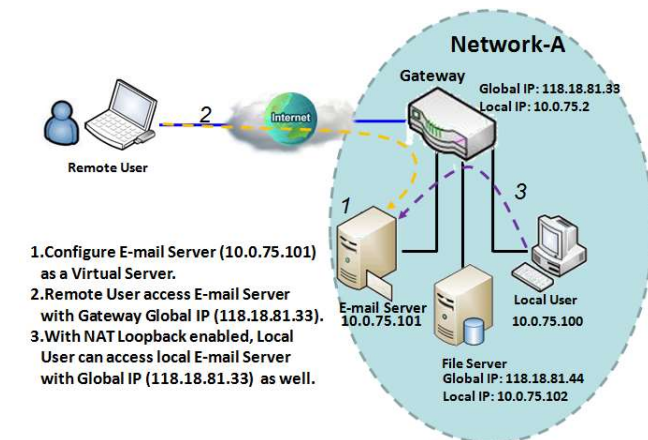 Network-A
Gateway
Global IP: 118.18.81.33
Local IP: 10.0.75.2
2
Internet
Remote User
1
3
1.Configure E-mail Server (10.0.75.101)
as a Virtual Server.
2.Remote User access E-mail Server
with Gateway Global IP (118.18.81.33).
3.With NAT Loopback enabled, Local
User can access local E-mail Server
with Global IP (118.18.81.33) as well.
E-mail Server
10.0.75.101
Local User
10.0.75.100
File Server
Global IP: 118.18.81.44
Local IP: 10.0.75.102